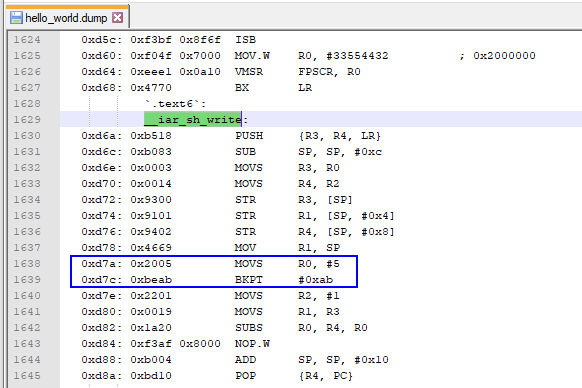 hello_world.dump
1624 0xd5c: 0xf3bf 0x8f6f ISB
1625 0xd60: 0xf04f 0x7000 MOV.W R0, #33554432 ; 0x2000000
1626 0xd64: 0xeee1 0x0a10 VMSR FPSCR, R0
1627 0xd68: 0x4770 BX LR
1628 `.text6`:
1629 __iar_sh_write:
1630 0xd6a: 0xb518 PUSH {R3, R4, LR}
1631 0xd6c: 0xb083 SUB SP, SP, #0xc
1632 0xd6e: 0x0003 MOVS R3, R0
1633 0xd70: 0x0014 MOVS R4, R2
1634 0xd72: 0x9300 STR R3, [SP]
1635 0xd74: 0x9101 STR R1, [SP, #0x4]
1636 0xd76: 0x9402 STR R4, [SP, #0x8]
1637 0xd78: 0x4669 MOV R1, SP
1638 0xd7a: 0x2005 MOVS R0, #5
1639 0xd7c: 0xbeab BKPT #0xab
1640 0xd7e: 0x2201 MOVS R2, #1
1641 0xd80: 0x0019 MOVS R1, R3
1642 0xd82: 0x1a20 SUBS R0, R4, R0
1643 0xd84: 0xf3af 0x8000 NOP.W
1644 0xd88: 0xb004 ADD SP, SP, #0x10
1645 0xd8a: 0xbd10 POP {R4, PC}